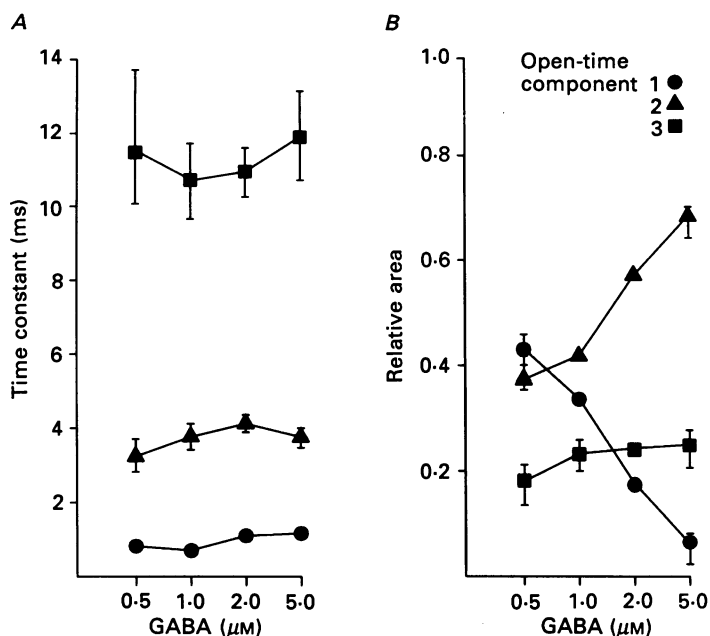 A
14
12
10
8
6
4
2
Time constant (ms)
0·5 1·0 2·0 5·0
GABA (μM)
B
1·0
0·8
0·6
0·4
0·2
Relative area
Open-time
component 1
2
3
0·5 1·0 2·0 5·0
GABA (μM)